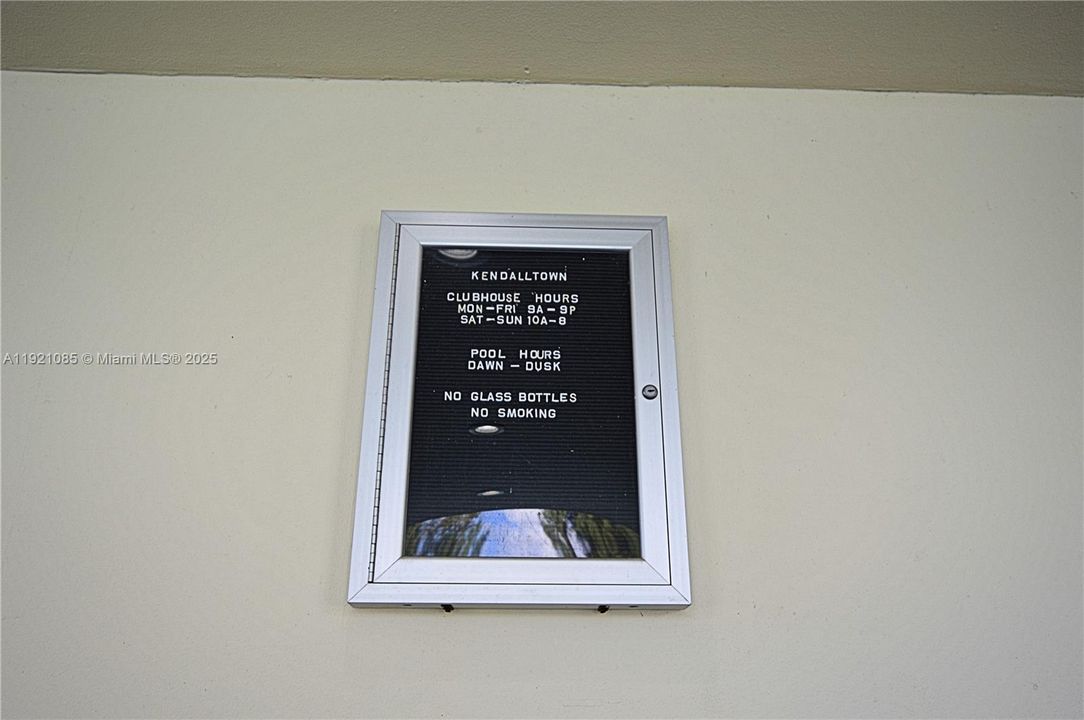 KENDALLTOWN
CLUBHOUSE HOURS
MON-FRI 9A-9P
SAT-SUN 10A-8
POOL HOURS
DAWN - DUSK
NO GLASS BOTTLES
NO SMOKING
A11921085 © Miami MLS® 2025